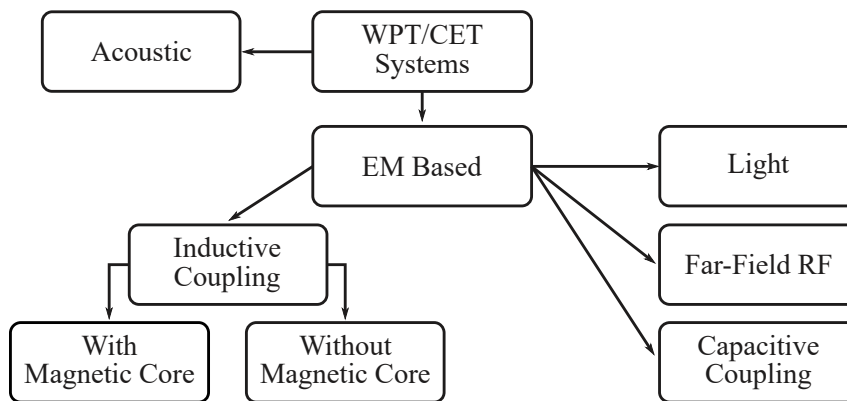 Acoustic
WPT/CET
Systems
EM Based
Light
Inductive
Coupling
Far-Field RF
With
Magnetic Core
Without
Magnetic Core
Capacitive
Coupling